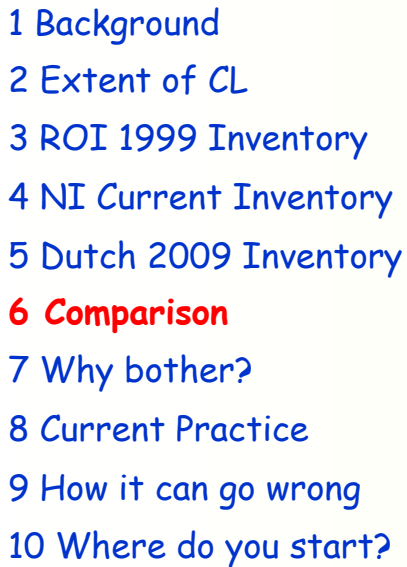 1 Background
2 Extent of CL
3 ROI 1999 Inventory
4 NI Current Inventory
5 Dutch 2009 Inventory
6 Comparison
7 Why bother?
8 Current Practice
9 How it can go wrong
10 Where do you start?